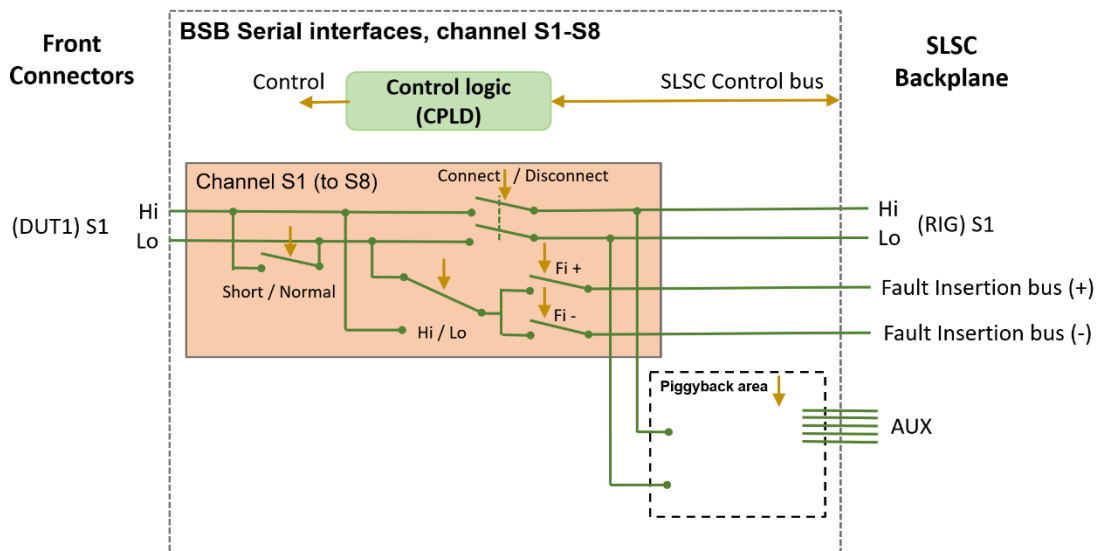 Front
Connectors
BSB Serial interfaces, channel S1-S8
SLSC
Backplane
Control
Control logic
(CPLD)
SLSC Control bus
Channel S1 (to S8)
Connect / Disconnect
(DUT1) S1
Hi
Lo
Hi
Lo
(RIG) S1
Short / Normal
Fi +
Fault Insertion bus (+)
Hi / Lo
Fi -
Fault Insertion bus (-)
Piggyback area
AUX